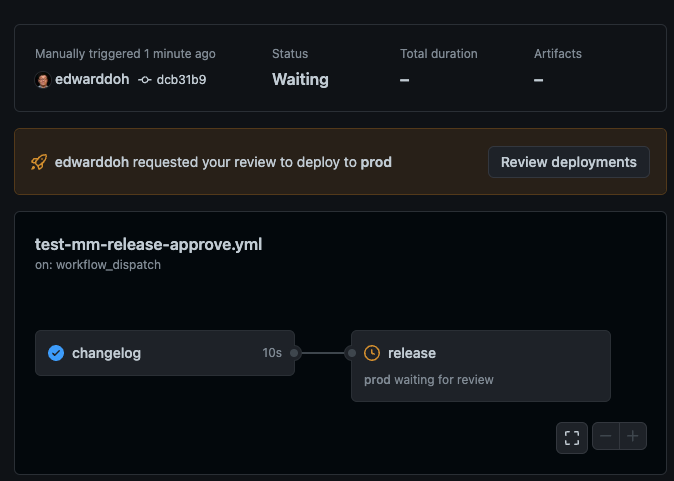 Manually triggered 1 minute ago
edwarddoh dcb31b9
Status
Waiting
Total duration
–
Artifacts
–
edwarddoh requested your review to deploy to prod
Review deployments
test-mm-release-approve.yml
on: workflow_dispatch
changelog 10s
release
prod waiting for review